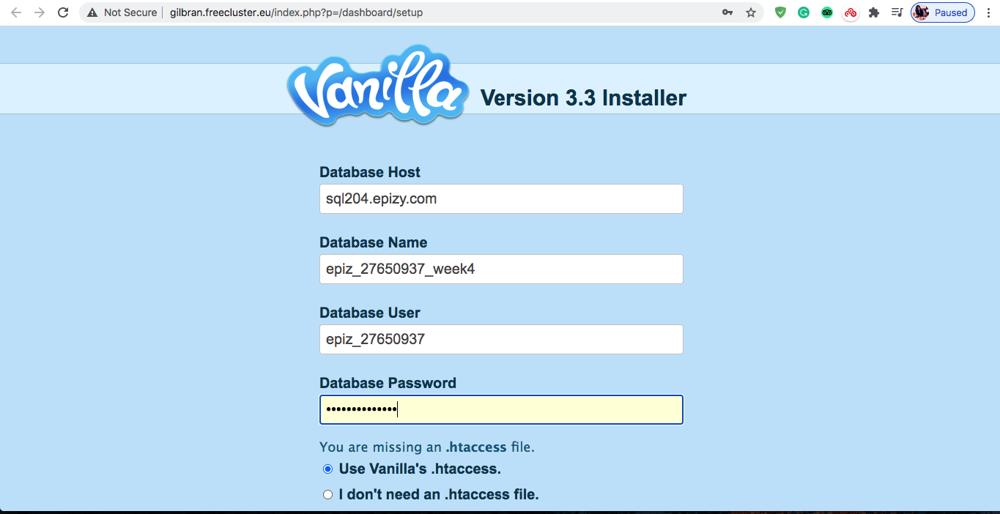 Not Secure gilbran.freecluster.eu/index.php?p=/dashboard/setup Paused
Vanilla Version 3.3 Installer
Database Host
sql204.epizy.com
Database Name
epiz_27650937_week4
Database User
epiz_27650937
Database Password
••••••••••••••
You are missing an .htaccess file.
Use Vanilla's .htaccess.
I don't need an .htaccess file.